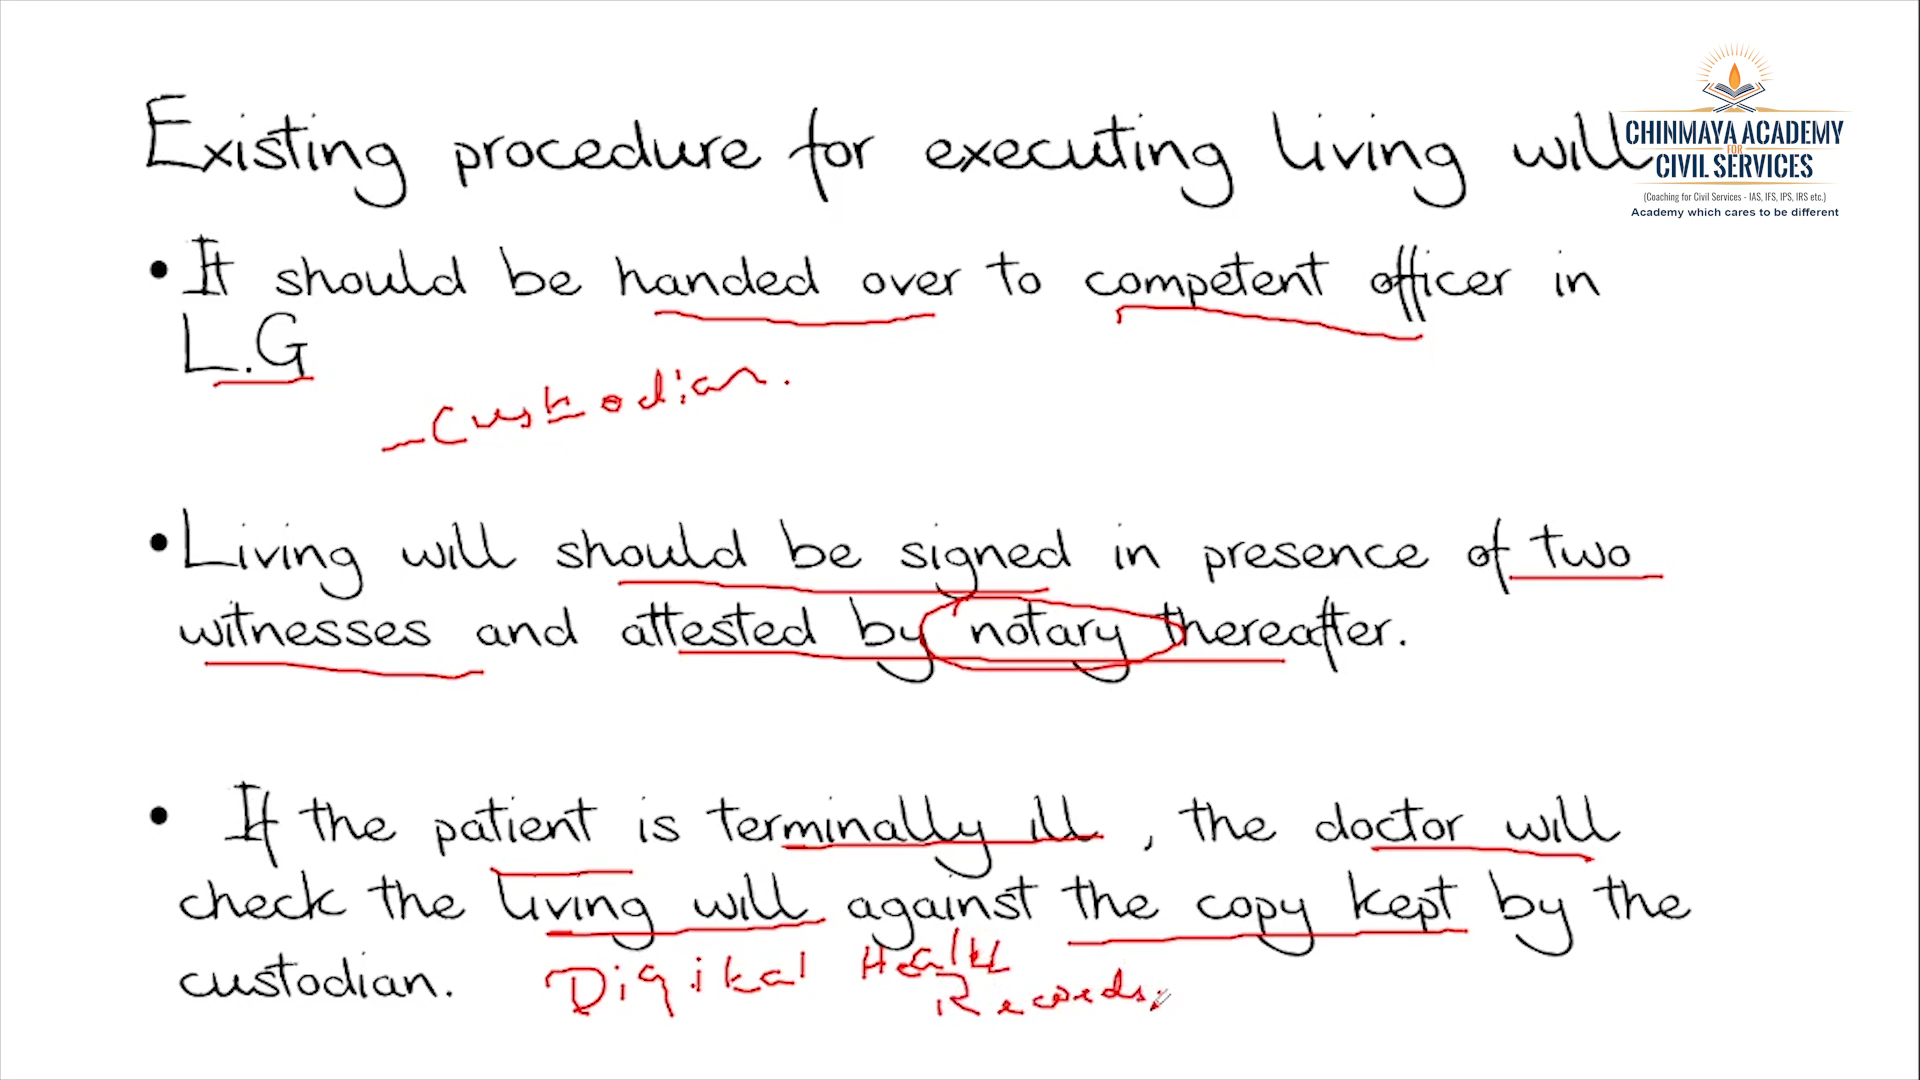 Existing procedure for executing living will
CHINMAYA ACADEMY
FOR
CIVIL SERVICES
(Coaching for Civil Services - IAS, IFS, IPS, IRS etc.)
Academy which cares to be different
• It should be handed over to competent officer in
L.G
- Custodian.
• Living will should be signed in presence of two
witnesses and attested by notary thereafter.
• If the patient is terminally ill, the doctor will
check the living will against the copy kept by the
custodian.
Digital Health
Records.